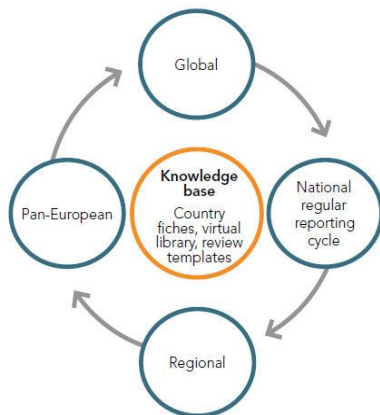 Global
Knowledge
base
Country
fiches, virtual
library, review
templates
Pan-European
National
regular
reporting
cycle
Regional